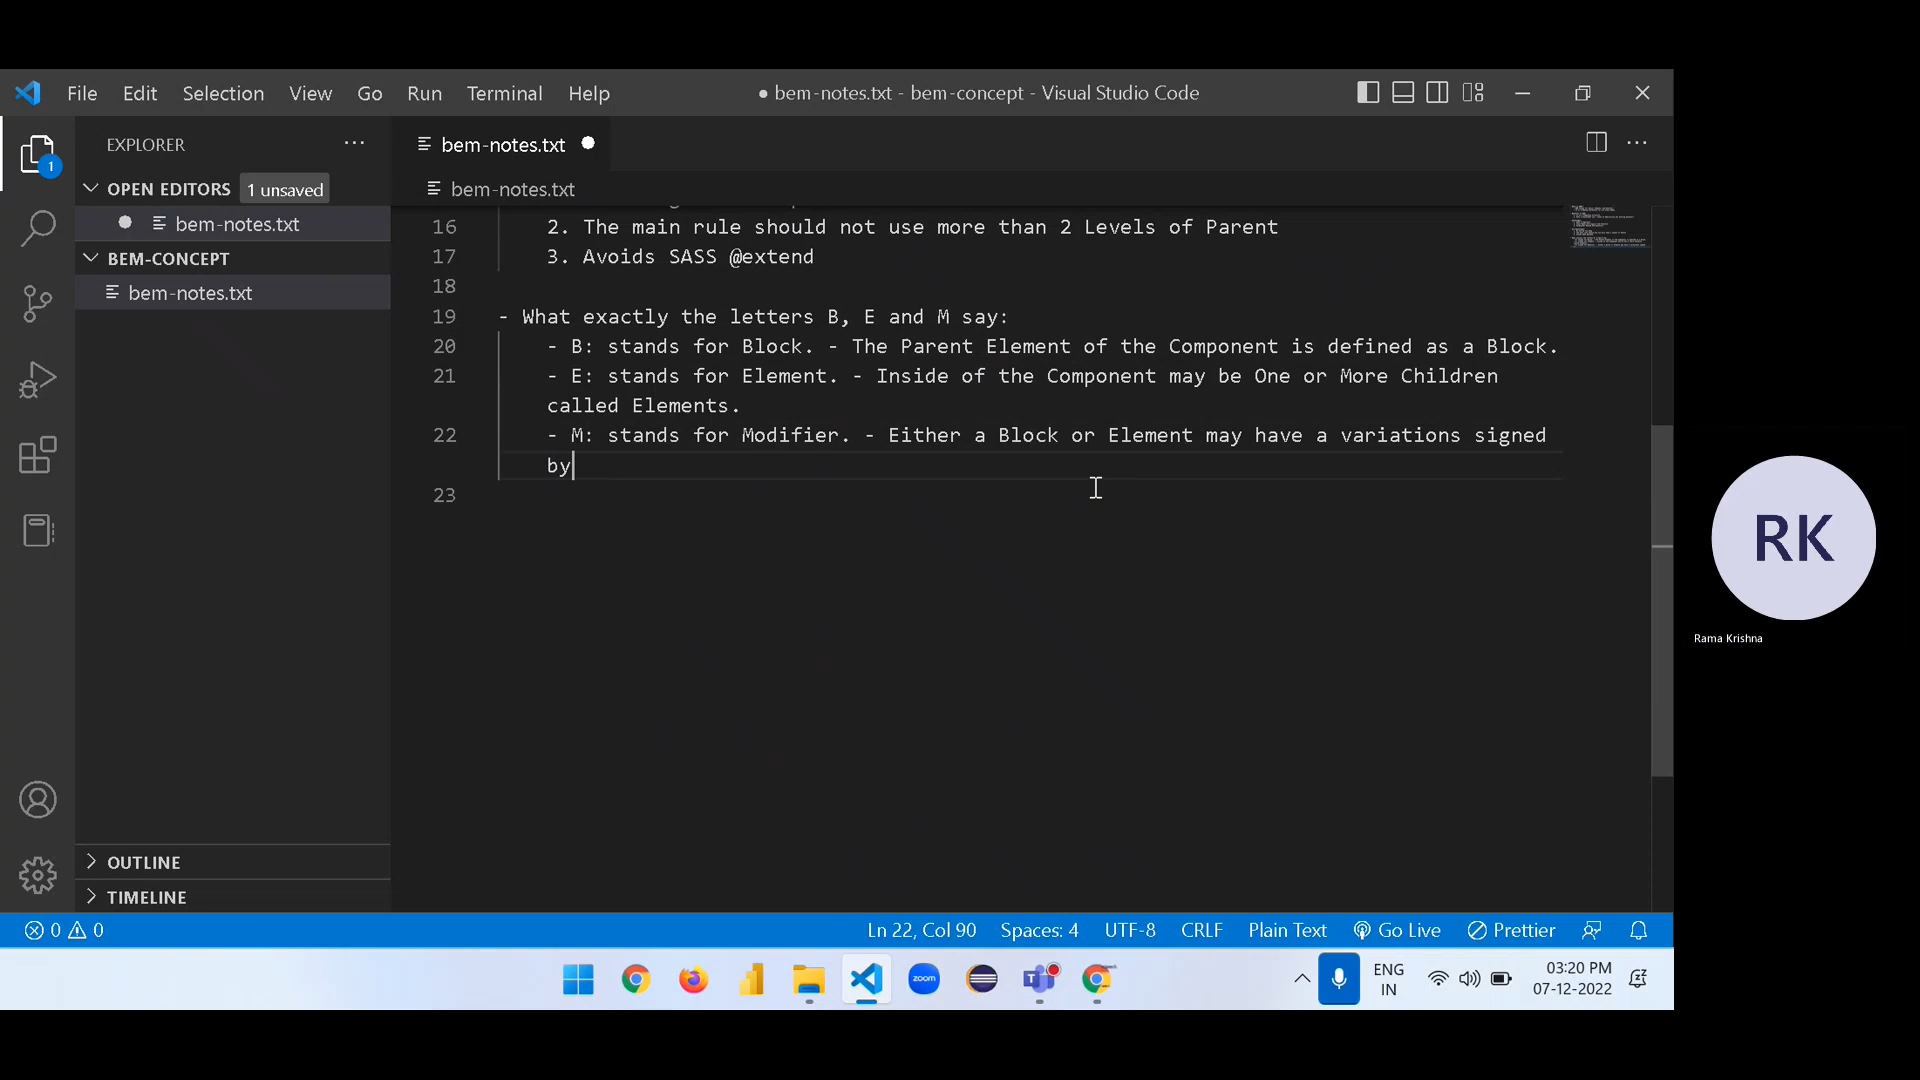 File Edit Selection View Go Run Terminal Help
● bem-notes.txt - bem-concept - Visual Studio Code
EXPLORER
OPEN EDITORS 1 unsaved
bem-notes.txt
BEM-CONCEPT
bem-notes.txt
OUTLINE
TIMELINE
1
bem-notes.txt
bem-notes.txt
16 2. The main rule should not use more than 2 Levels of Parent
17 3. Avoids SASS @extend
18
19 - What exactly the letters B, E and M say:
20 - B: stands for Block. - The Parent Element of the Component is defined as a Block.
21 - E: stands for Element. - Inside of the Component may be One or More Children
called Elements.
22 - M: stands for Modifier. - Either a Block or Element may have a variations signed
by
23
RK
Rama Krishna
0 0
Ln 22, Col 90 Spaces: 4 UTF-8 CRLF Plain Text Go Live Prettier
zoom
T
ENG
IN
03:20 PM
07-12-2022